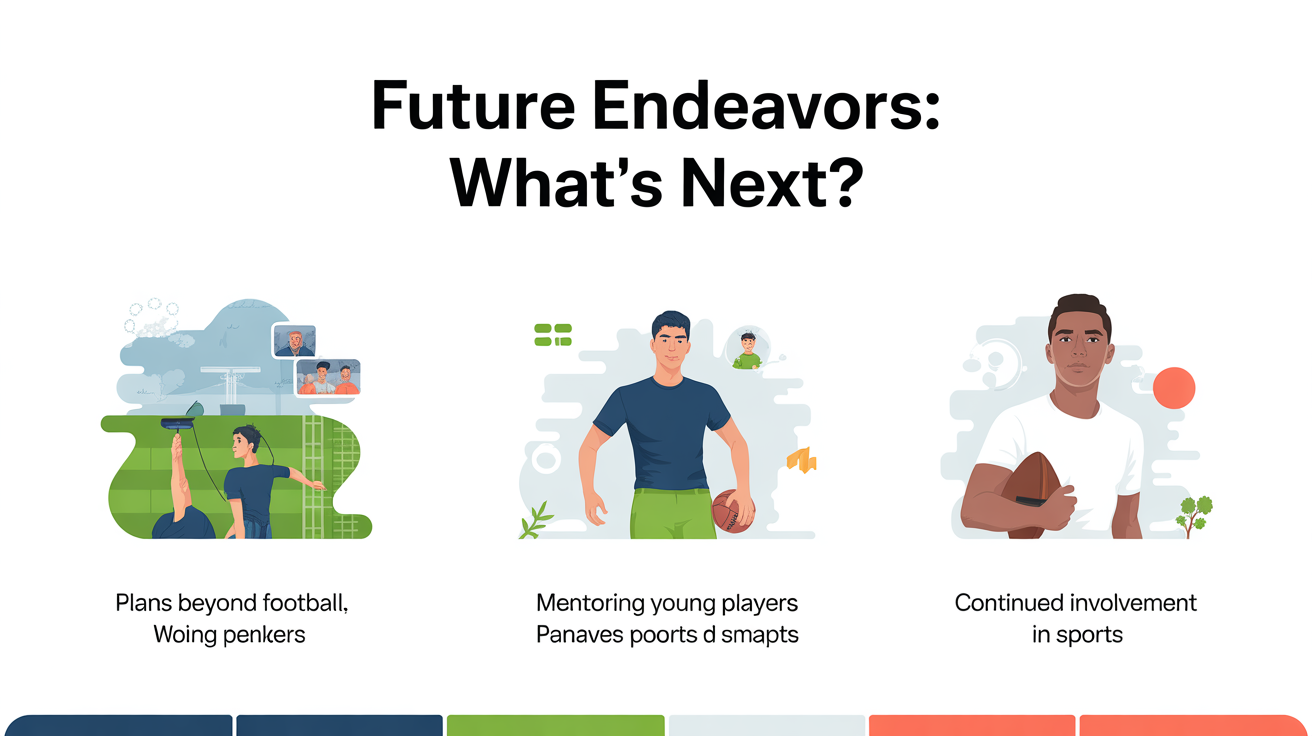 Future Endeavors:
What's Next?
Plans beyond football,
Woing penkers
Mentoring young players
Panaves poorts d smapts
Continued involvement
in sports